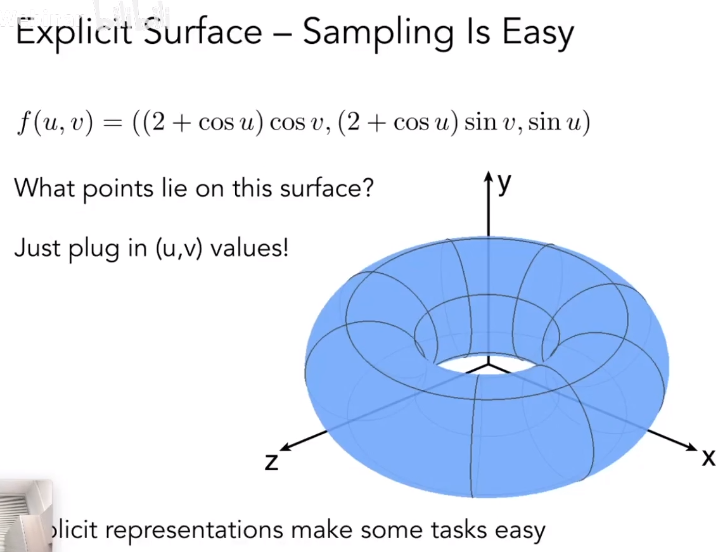 Explicit Surface – Sampling Is Easy
f(u, v) = ((2 + cos u) cos v, (2 + cos u) sin v, sin u)
What points lie on this surface?
Just plug in (u,v) values!
y
z
x
plicit representations make some tasks easy